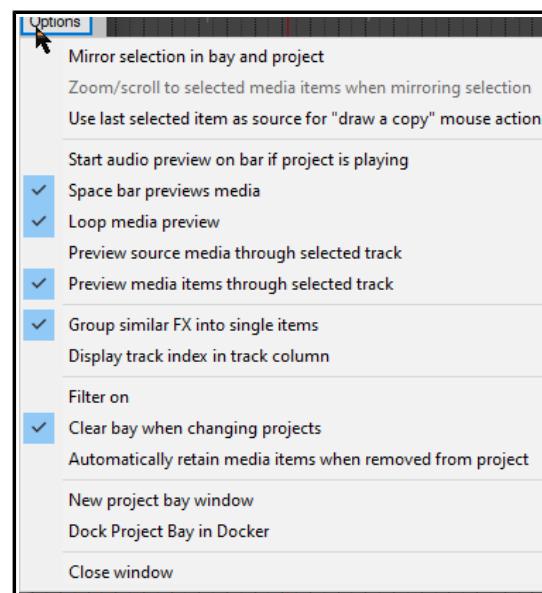 Options
Mirror selection in bay and project
Zoom/scroll to selected media items when mirroring selection
Use last selected item as source for "draw a copy" mouse action
Start audio preview on bar if project is playing
Space bar previews media
Loop media preview
Preview source media through selected track
Preview media items through selected track
Group similar FX into single items
Display track index in track column
Filter on
Clear bay when changing projects
Automatically retain media items when removed from project
New project bay window
Dock Project Bay in Docker
Close window